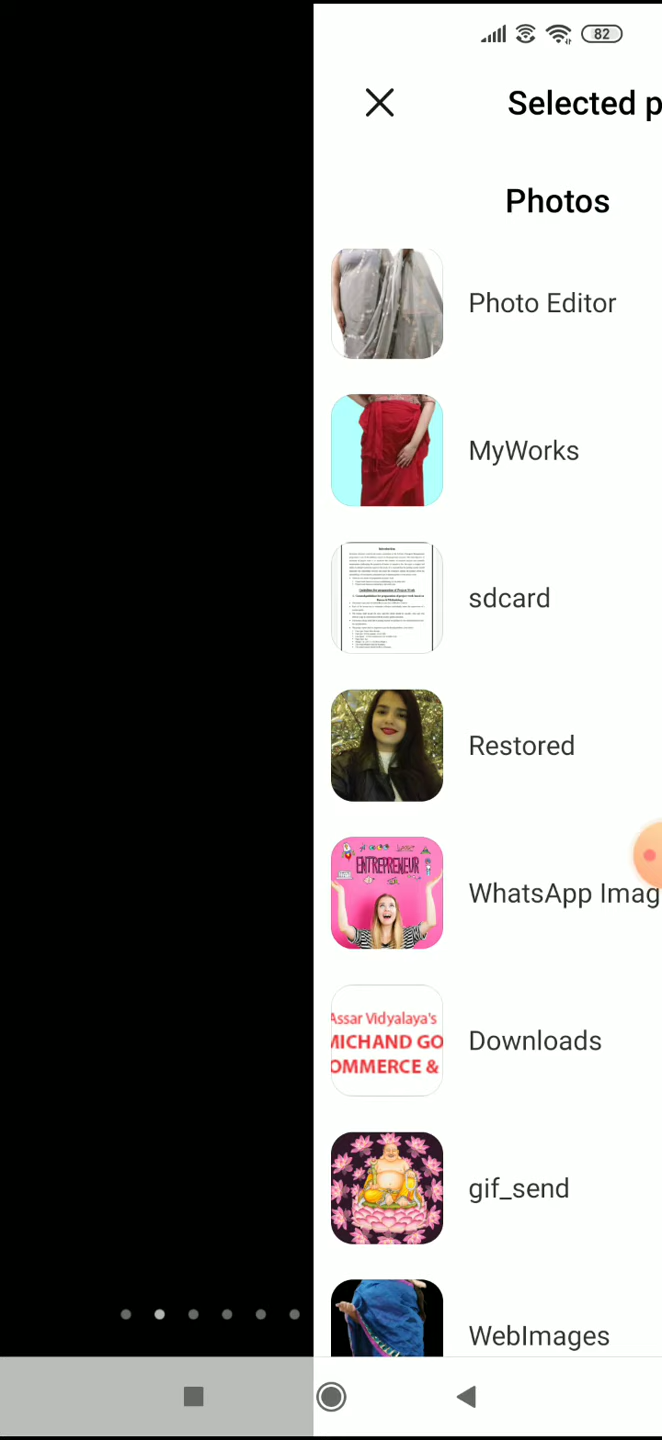 82
Selected p
Photos
Photo Editor
MyWorks
sdcard
Introduction
Restored
ENTREPRENEUR
WhatsApp Imag
Assar Vidyalaya's
MICHAND GO
OMMERCE &
Downloads
gif_send
WebImages